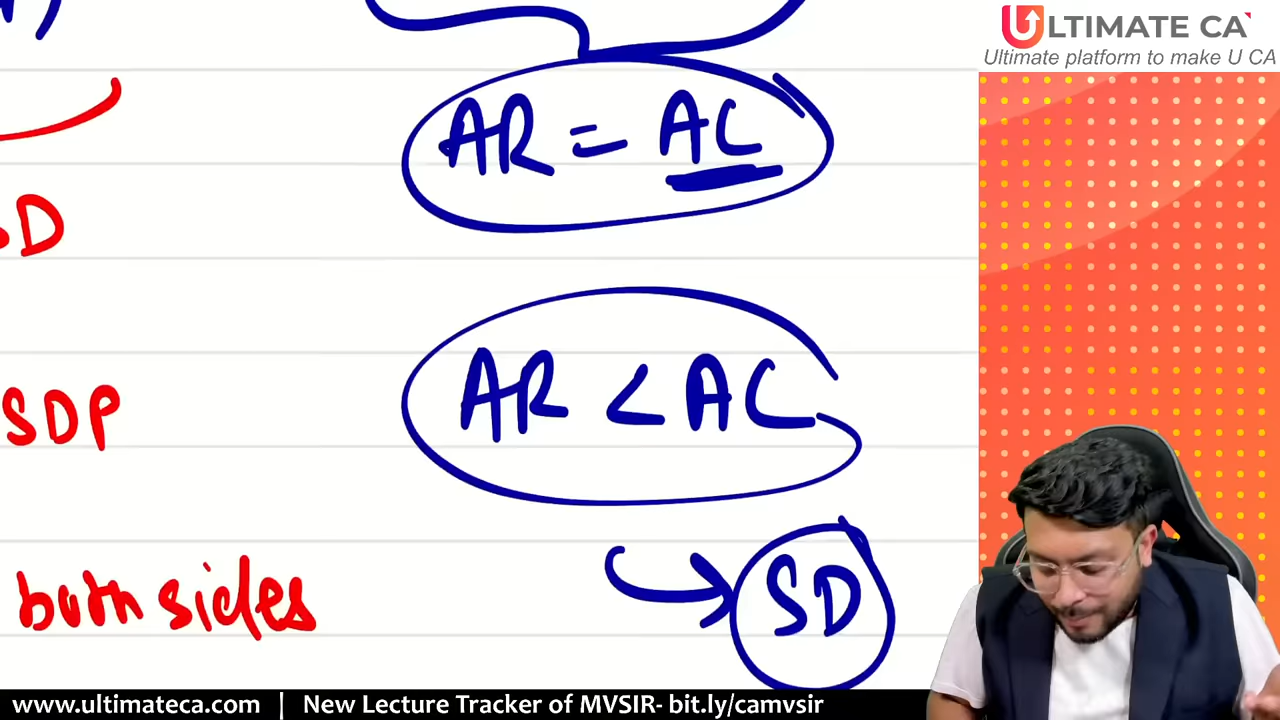 ULTIMATE CA
Ultimate platform to make U CA
AR = AC
SD
AR < AC
SDP
both sides
SD
www.ultimateca.com | New Lecture Tracker of MVSIR- bit.ly/camvsir